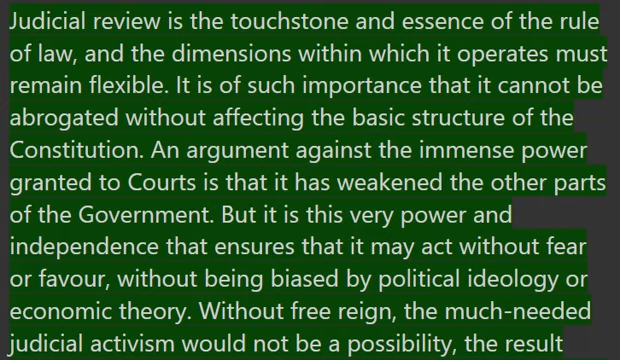 Judicial review is the touchstone and essence of the rule
of law, and the dimensions within which it operates must
remain flexible. It is of such importance that it cannot be
abrogated without affecting the basic structure of the
Constitution. An argument against the immense power
granted to Courts is that it has weakened the other parts
of the Government. But it is this very power and
independence that ensures that it may act without fear
or favour, without being biased by political ideology or
economic theory. Without free reign, the much-needed
judicial activism would not be a possibility, the result